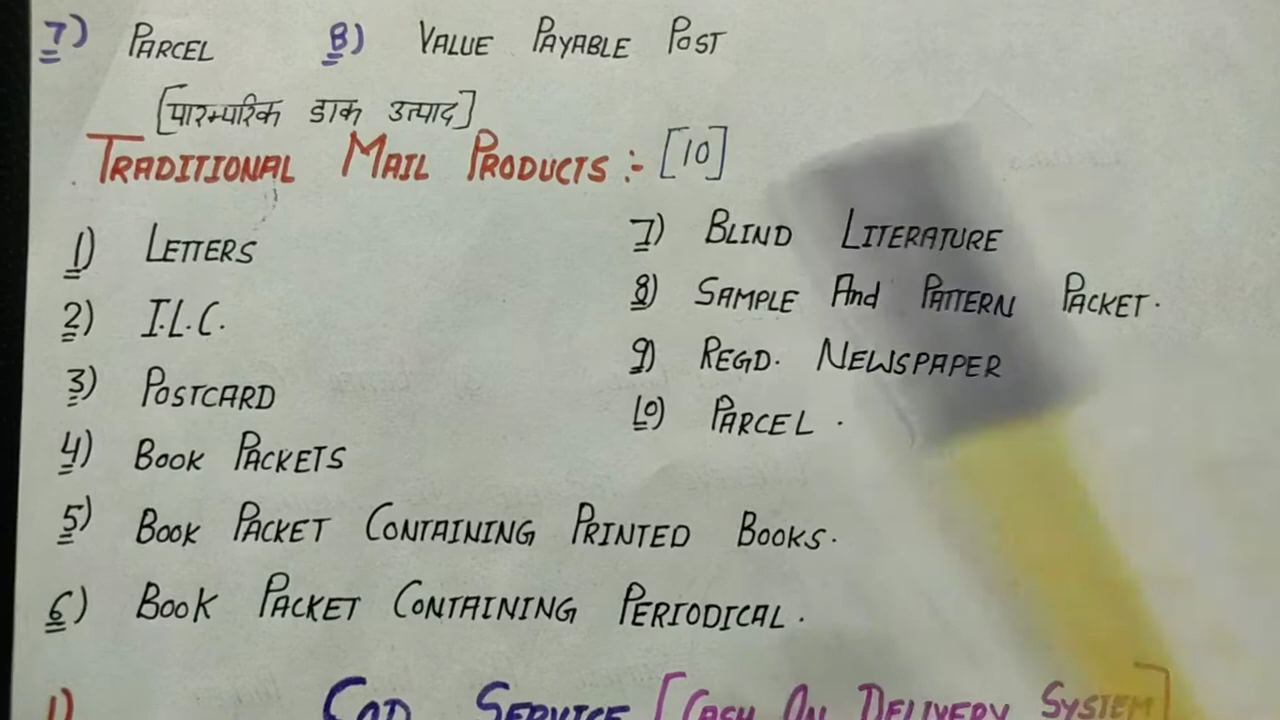 7) PARCEL 8) VALUE PAYABLE POST
[पारम्परिक डाक उत्पाद]
TRADITIONAL MAIL PRODUCTS :- [10]
1) LETTERS
2) I.L.C.
3) POSTCARD
4) BOOK PACKETS
5) BOOK PACKET CONTAINING PRINTED BOOKS.
6) BOOK PACKET CONTAINING PERIODICAL.
7) BLIND LITERATURE
8) SAMPLE And PATTERN PACKET.
9) REGD. NEWSPAPER
10) PARCEL.
1) COD SERVICE [CASH ON DELIVERY SYSTEM]